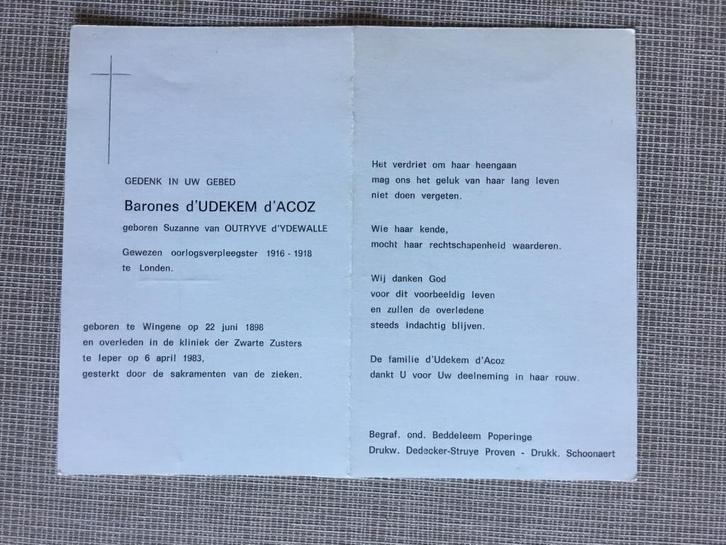 GEDENK IN UW GEBED
Barones d'UDEKEM d'ACOZ
geboren Suzanne van OUTRYVE d'YDEWALLE
Gewezen oorlogsverpleegster 1916 - 1918
te Londen.
geboren te Wingene op 22 juni 1898
en overleden in de kliniek der Zwarte Zusters
te Ieper op 6 april 1983,
gesterkt door de sakramenten van de zieken.
Het verdriet om haar heengaan
mag ons het geluk van haar lang leven
niet doen vergeten.
Wie haar kende,
mocht haar rechtschapenheid waarderen.
Wij danken God
voor dit voorbeeldig leven
en zullen de overledene
steeds indachtig blijven.
De familie d'Udekem d'Acoz
dankt U voor Uw deelneming in haar rouw.
Begraf. ond. Beddeleem Poperinge
Drukw. Dedecker-Struye Proven - Drukk. Schoonaert